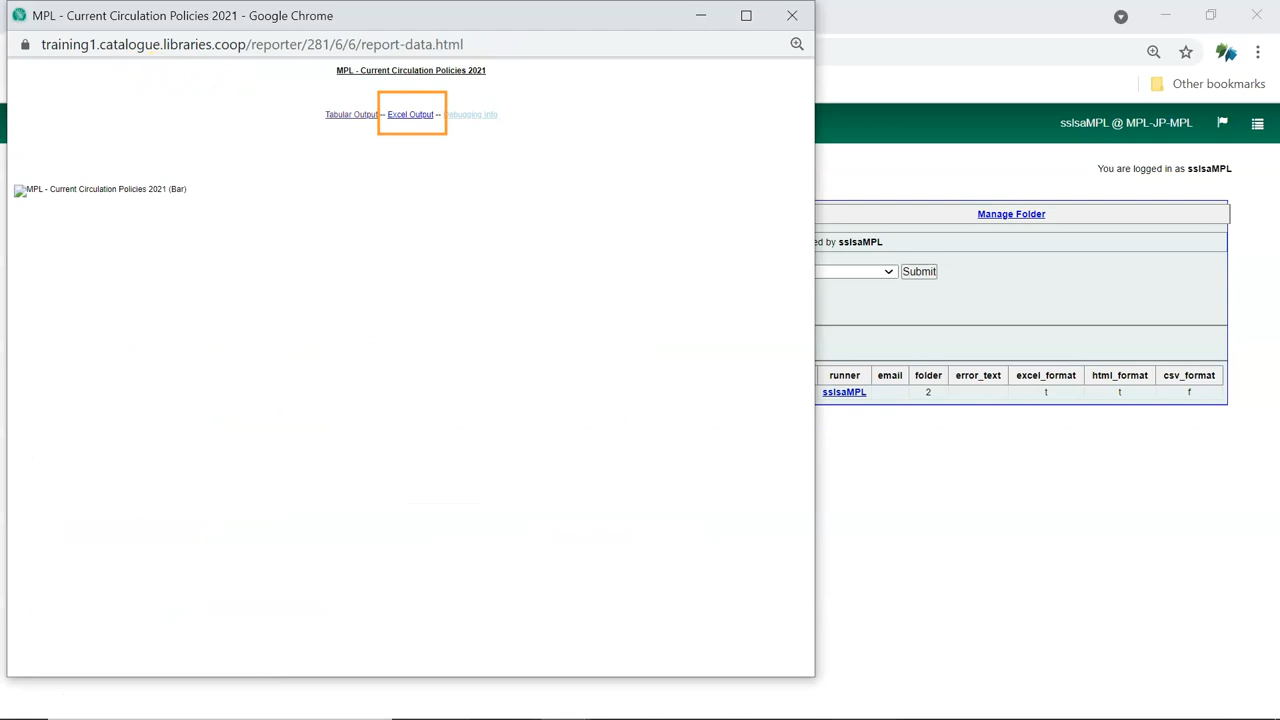 MPL - Current Circulation Policies 2021 - Google Chrome
training1.catalogue.libraries.coop/reporter/281/6/6/report-data.html
Other bookmarks
MPL - Current Circulation Policies 2021
Tabular Output -- Excel Output -- Debugging Info
sslsaMPL @ MPL-JP-MPL
You are logged in as sslsaMPL
MPL - Current Circulation Policies 2021 (Bar)
Manage Folder
ed by sslsaMPL
Submit
runner email folder error_text excel_format html_format csv_format
sslsaMPL 2 t t f